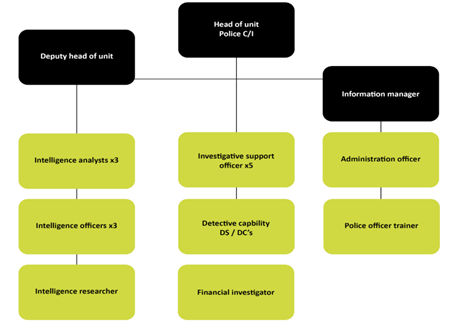 Head of unit
Police C/I
Deputy head of unit
Information manager
Intelligence analysts x3
Investigative support
officer x5
Administration officer
Intelligence officers x3
Detective capbility
DS / DC's
Police officer trainer
Intelligence researcher
Financial investigator